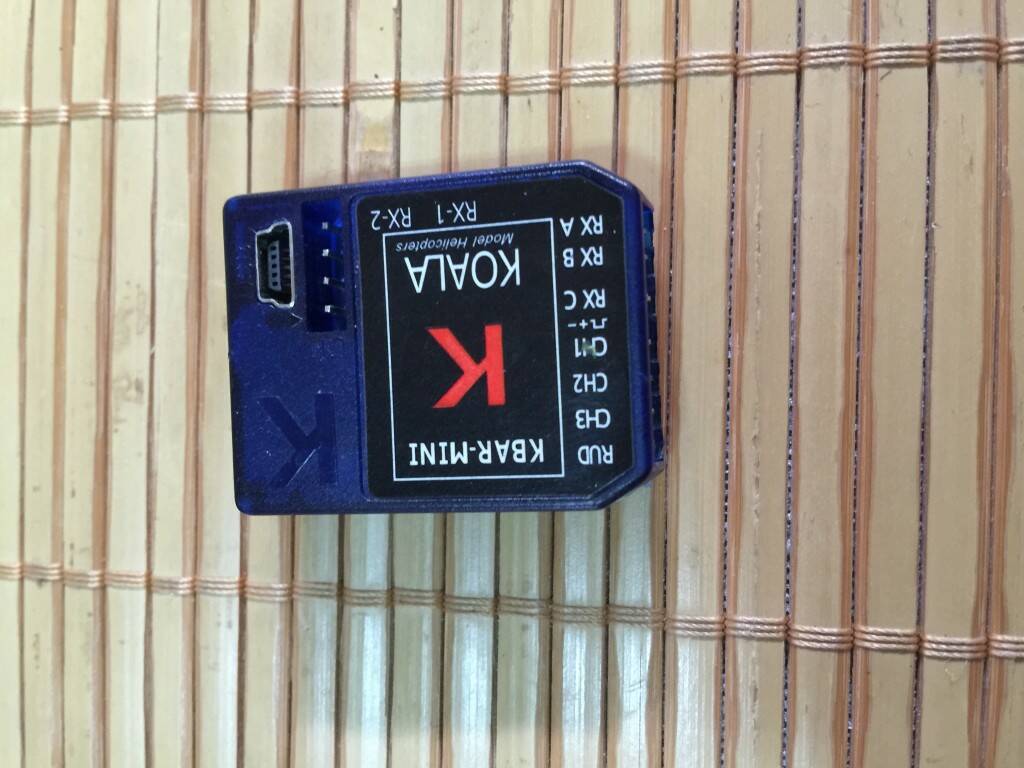 RUD
CH3
CH2
CH1
⎍ + -
RX C
RX B
RX A
KBAR-MINI
K
KOALA
Model Helicopters
RX-1
RX-2
K